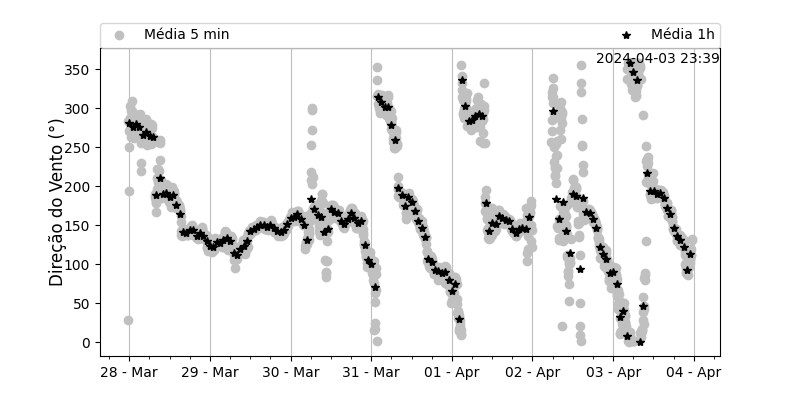 Média 5 min
Média 1h
2024-04-03 23:39
Direção do Vento (°)
350
300
250
200
150
100
50
0
28 - Mar
29 - Mar
30 - Mar
31 - Mar
01 - Apr
02 - Apr
03 - Apr
04 - Apr